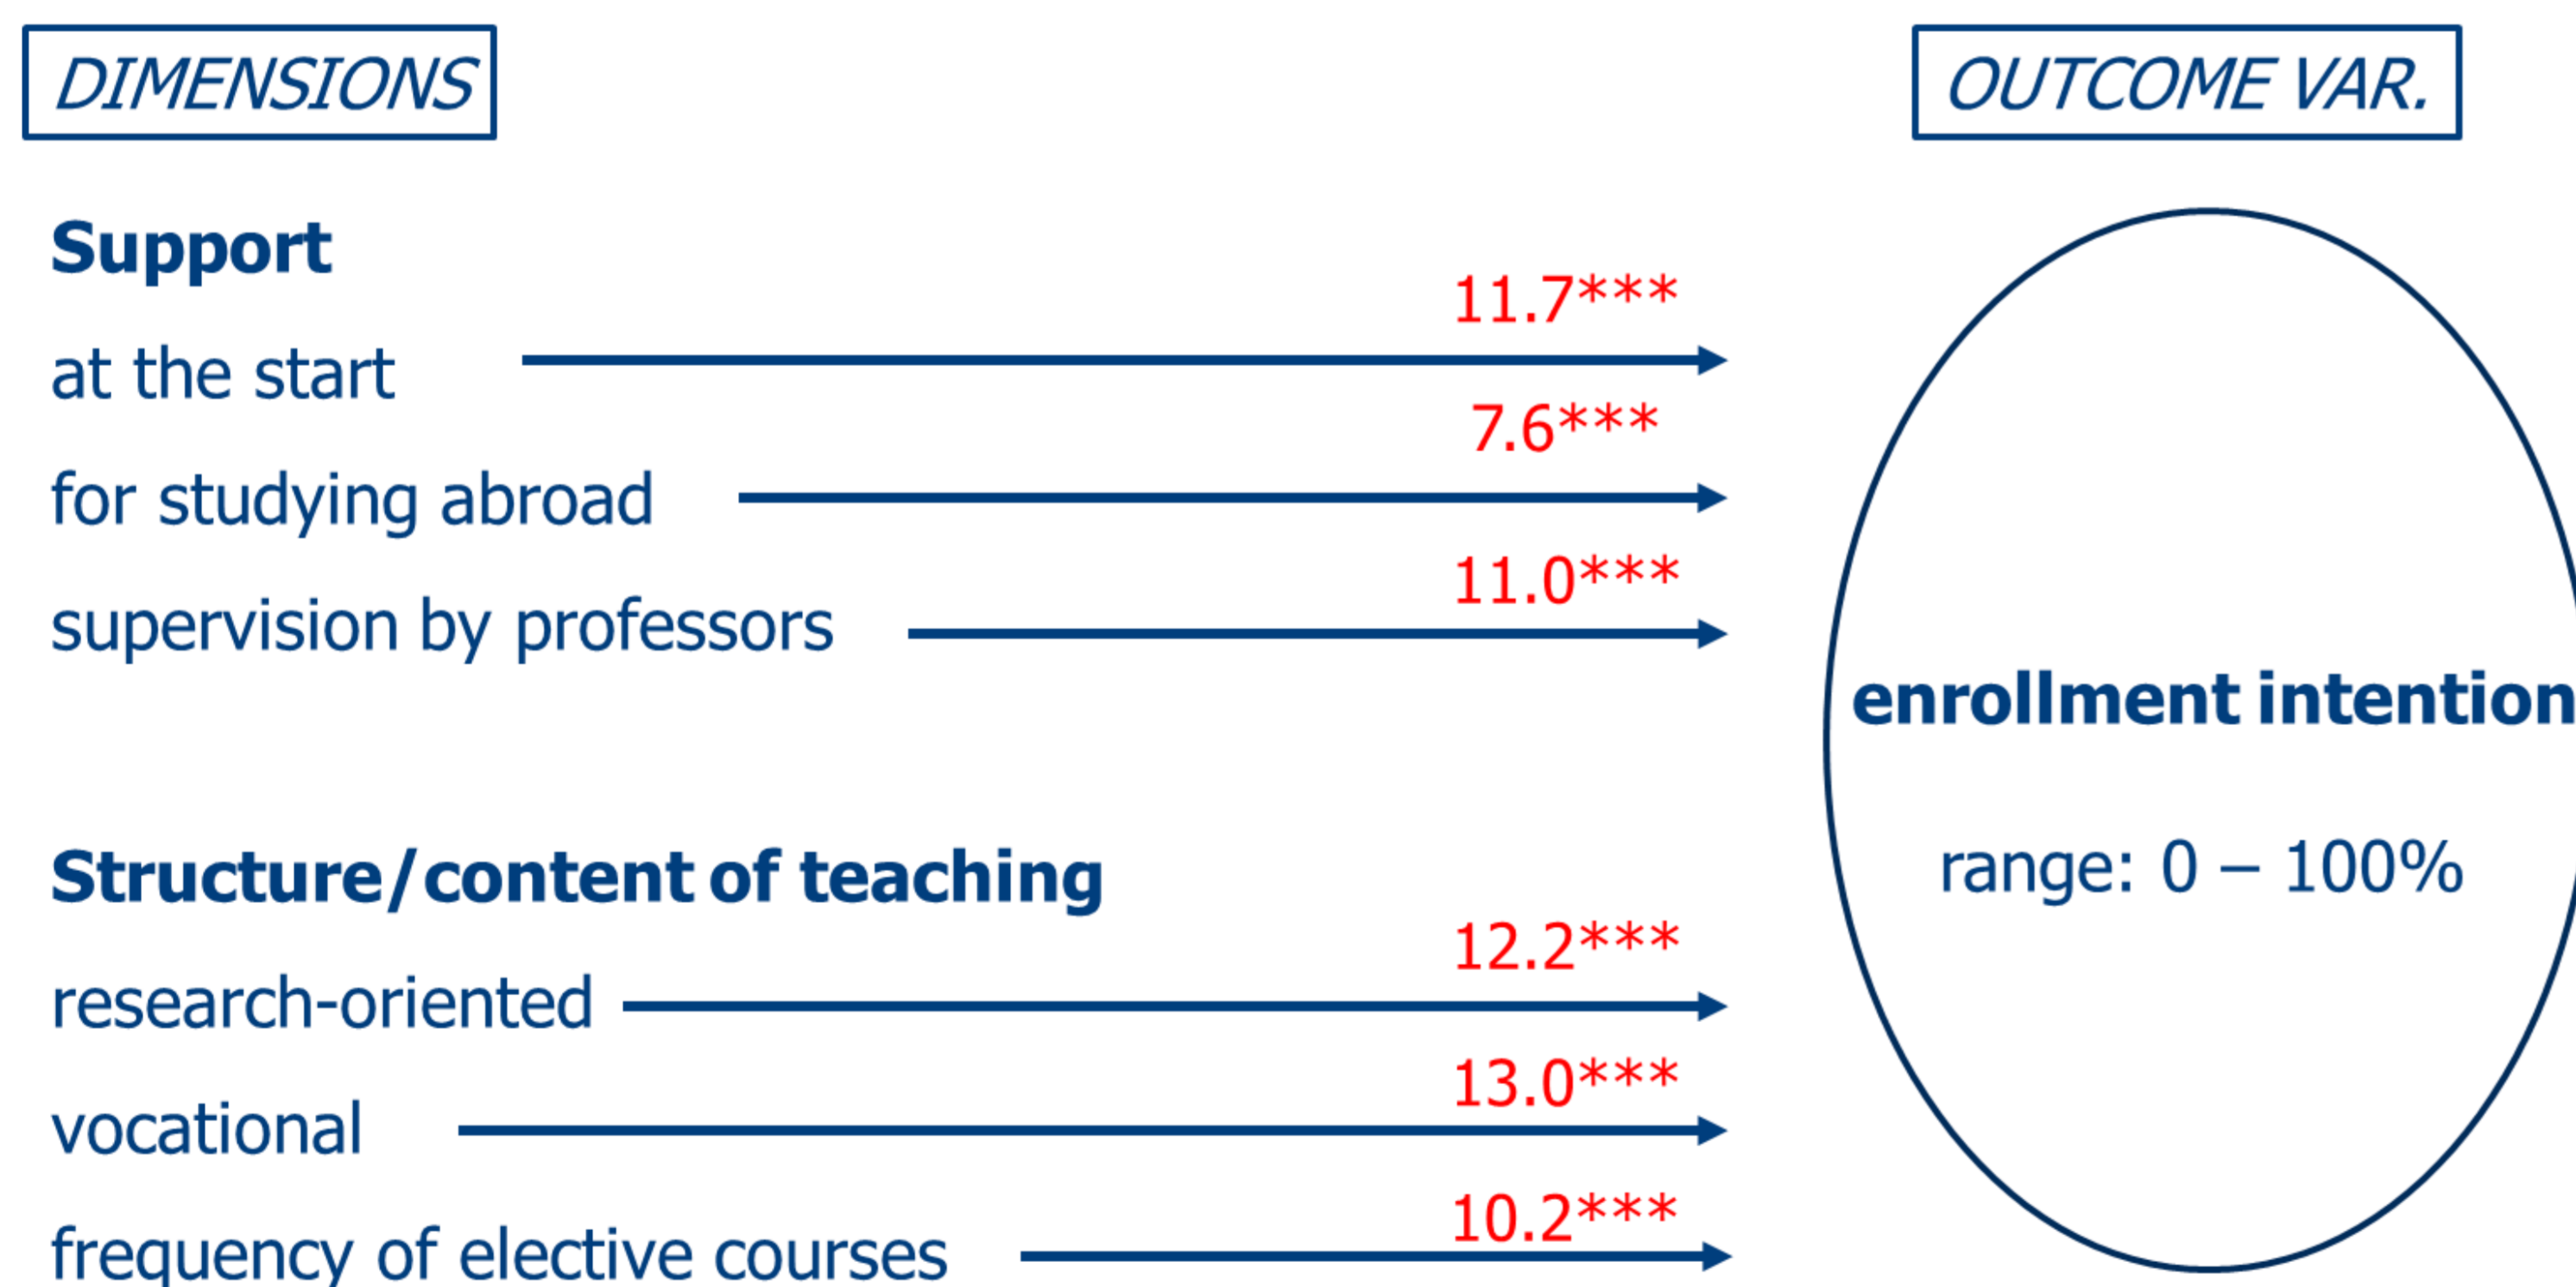 DIMENSIONS
OUTCOME VAR.
Support
11.7***
at the start
7.6***
for studying abroad
11.0***
supervision by professors
enrollment intention
range: 0 – 100%
Structure/content of teaching
12.2***
research-oriented
13.0***
vocational
10.2***
frequency of elective courses